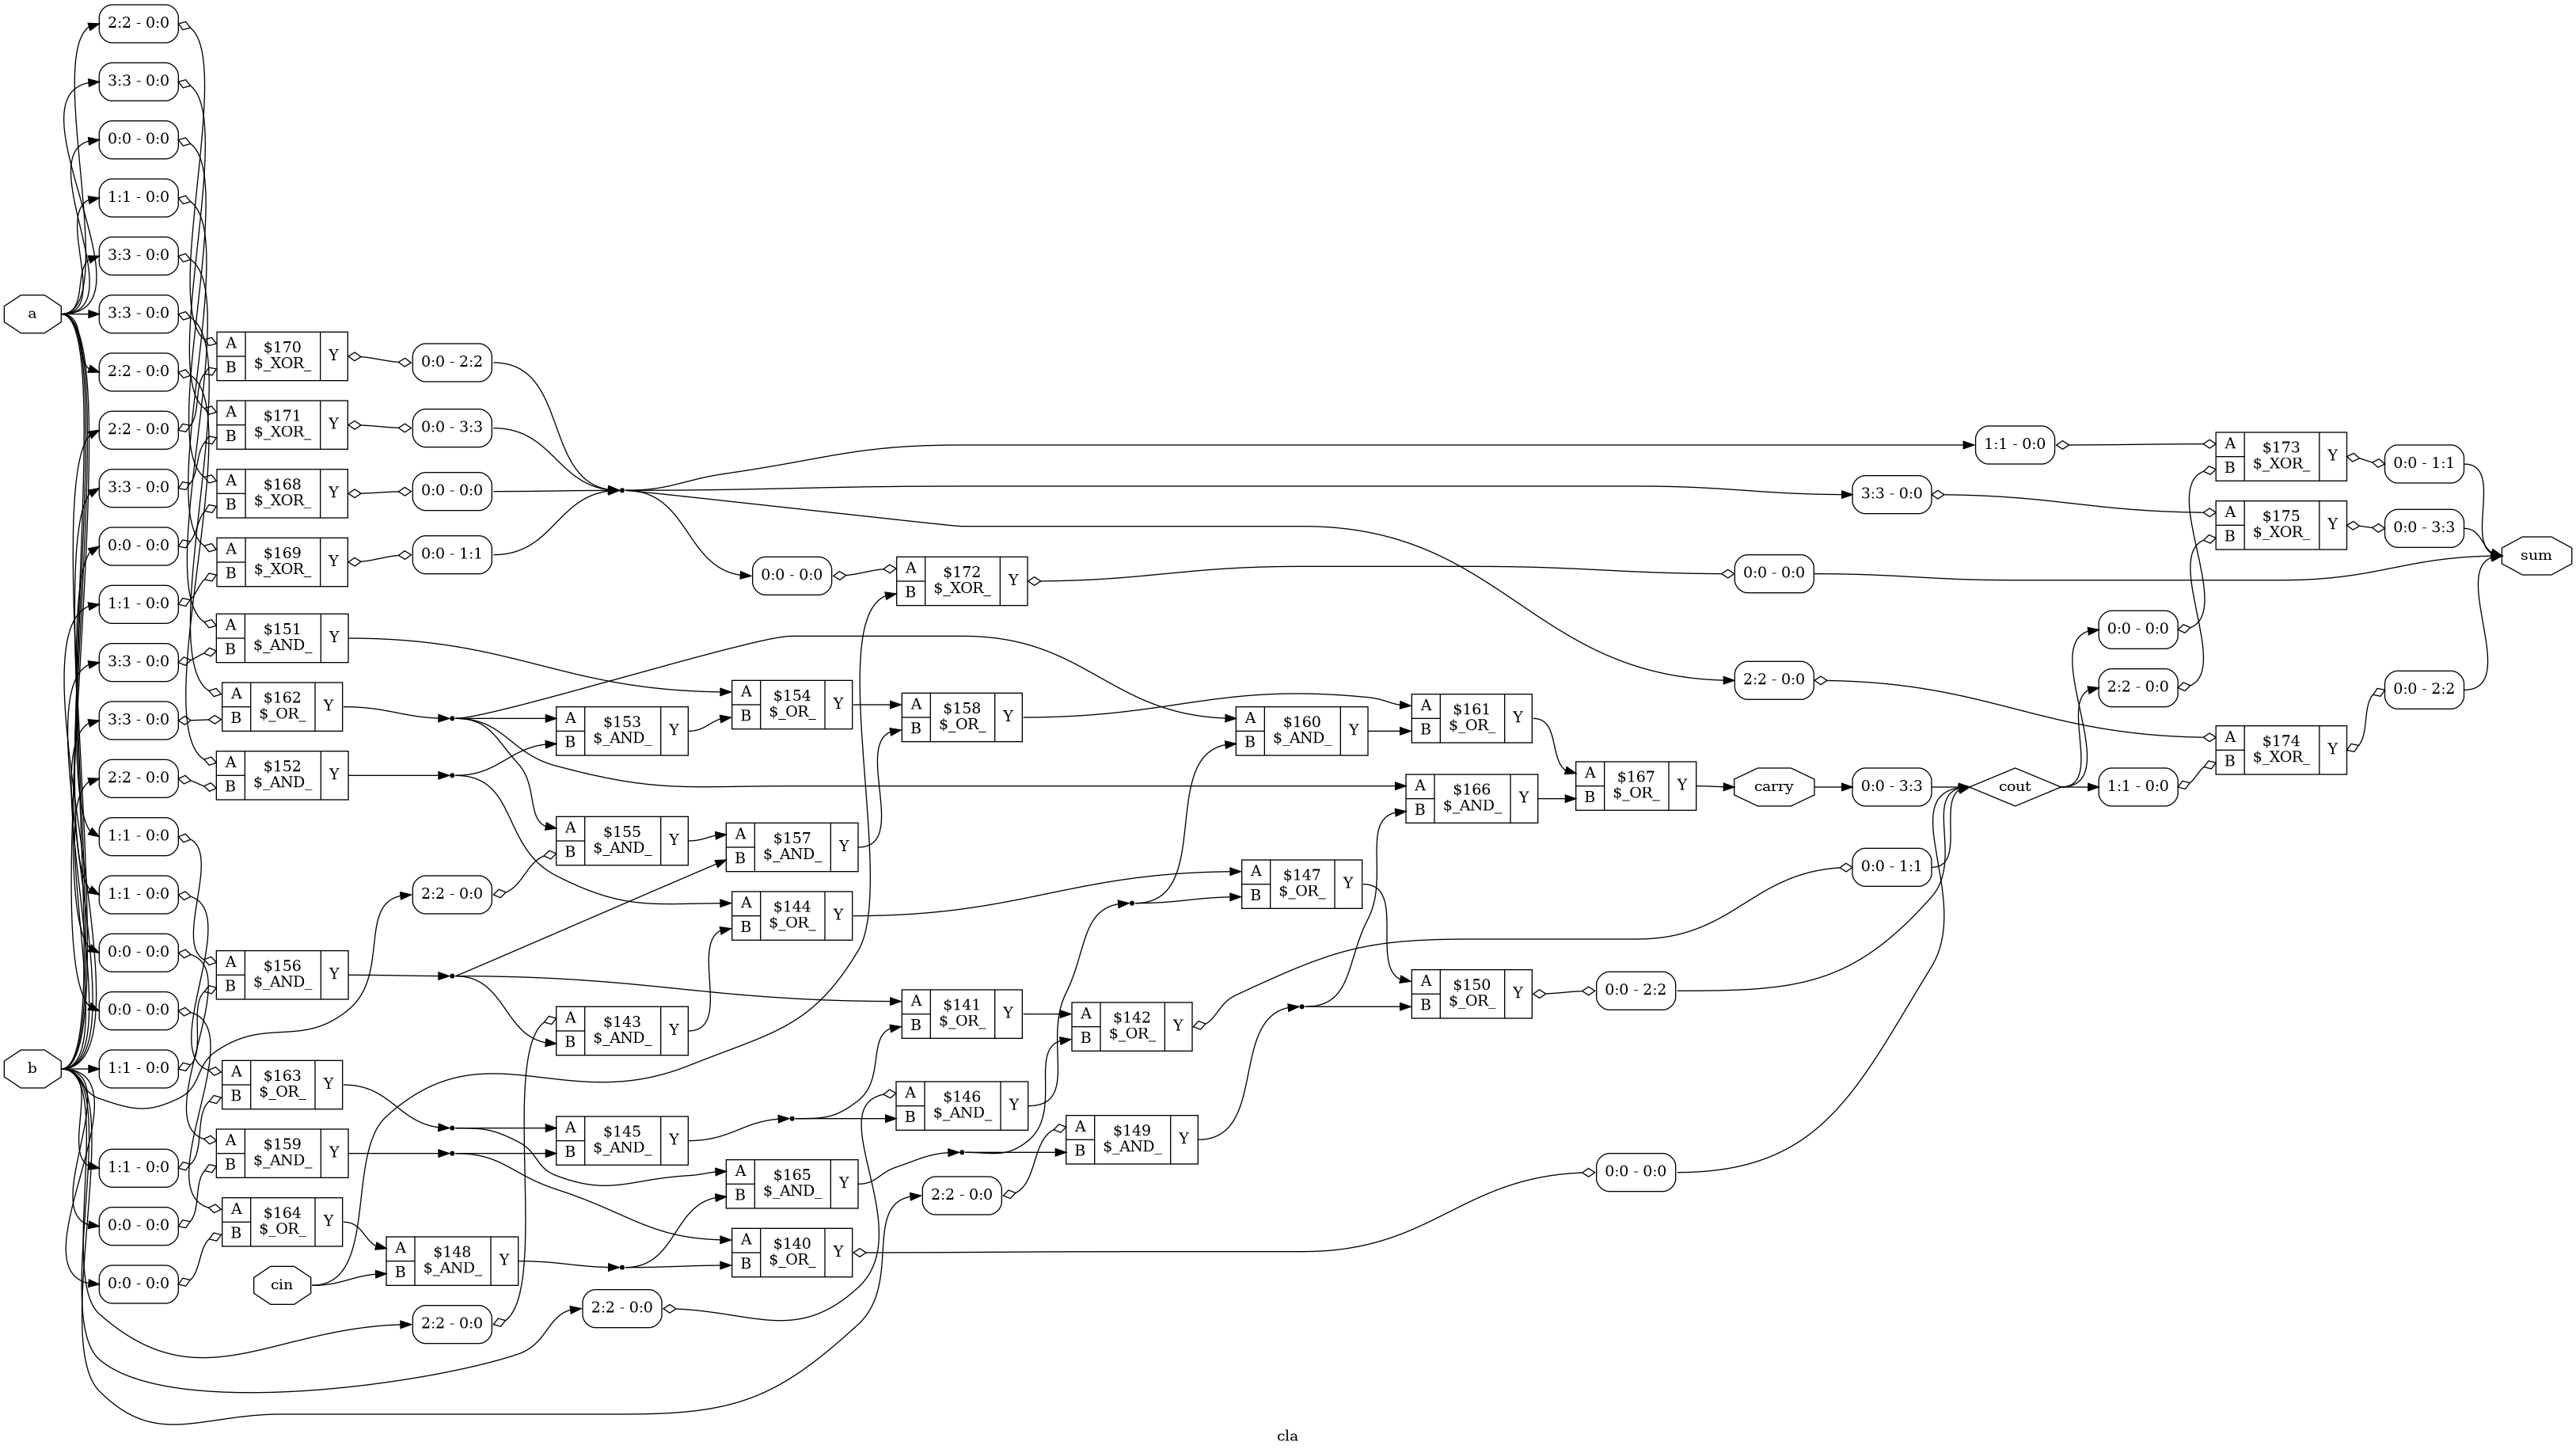 2:2 - 0:0
3:3 - 0:0
0:0 - 0:0
1:1 - 0:0
3:3 - 0:0
3:3 - 0:0
2:2 - 0:0
2:2 - 0:0
3:3 - 0:0
0:0 - 0:0
1:1 - 0:0
3:3 - 0:0
3:3 - 0:0
2:2 - 0:0
1:1 - 0:0
1:1 - 0:0
0:0 - 0:0
0:0 - 0:0
1:1 - 0:0
1:1 - 0:0
0:0 - 0:0
0:0 - 0:0
a
b
cin
A
B
$170
$_XOR_
Y
A
B
$171
$_XOR_
Y
A
B
$168
$_XOR_
Y
A
B
$169
$_XOR_
Y
A
B
$151
$_AND_
Y
A
B
$162
$_OR_
Y
A
B
$152
$_AND_
Y
A
B
$156
$_AND_
Y
A
B
$163
$_OR_
Y
A
B
$159
$_AND_
Y
A
B
$164
$_OR_
Y
0:0 - 2:2
0:0 - 3:3
0:0 - 0:0
0:0 - 1:1
2:2 - 0:0
A
B
$148
$_AND_
Y
2:2 - 0:0
A
B
$153
$_AND_
Y
A
B
$155
$_AND_
Y
A
B
$143
$_AND_
Y
A
B
$145
$_AND_
Y
2:2 - 0:0
0:0 - 0:0
A
B
$154
$_OR_
Y
A
B
$157
$_AND_
Y
A
B
$144
$_OR_
Y
A
B
$165
$_AND_
Y
A
B
$140
$_OR_
Y
A
B
$172
$_XOR_
Y
A
B
$158
$_OR_
Y
A
B
$141
$_OR_
Y
A
B
$146
$_AND_
Y
2:2 - 0:0
A
B
$142
$_OR_
Y
A
B
$149
$_AND_
Y
A
B
$160
$_AND_
Y
A
B
$147
$_OR_
Y
A
B
$161
$_OR_
Y
A
B
$166
$_AND_
Y
A
B
$150
$_OR_
Y
A
B
$167
$_OR_
Y
0:0 - 2:2
0:0 - 0:0
0:0 - 0:0
2:2 - 0:0
carry
3:3 - 0:0
0:0 - 3:3
0:0 - 1:1
1:1 - 0:0
cout
0:0 - 0:0
2:2 - 0:0
1:1 - 0:0
A
B
$173
$_XOR_
Y
A
B
$175
$_XOR_
Y
A
B
$174
$_XOR_
Y
0:0 - 1:1
0:0 - 3:3
0:0 - 2:2
sum
cla